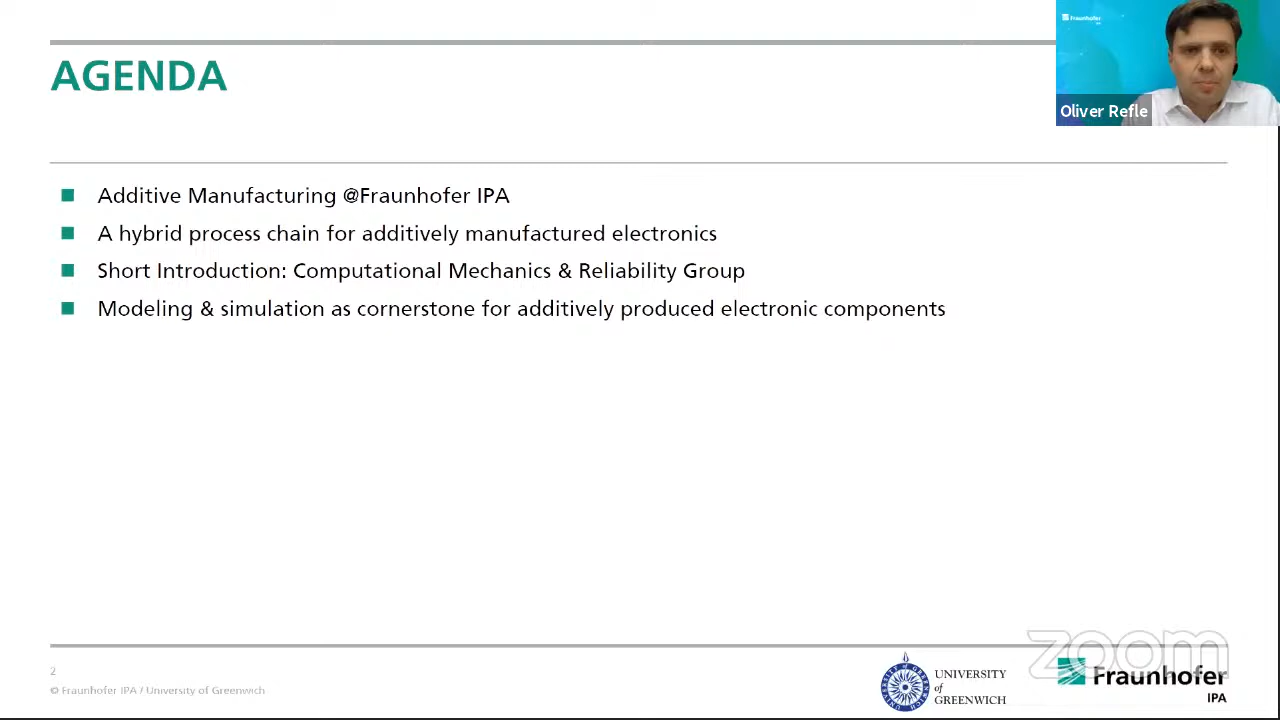 AGENDA
Fraunhofer
Oliver Refle
Additive Manufacturing @Fraunhofer IPA
A hybrid process chain for additively manufactured electronics
Short Introduction: Computational Mechanics & Reliability Group
Modeling & simulation as cornerstone for additively produced electronic components
2
© Fraunhofer IPA / University of Greenwich
UNIVERSITY
of
GREENWICH
zoom
Fraunhofer
IPA